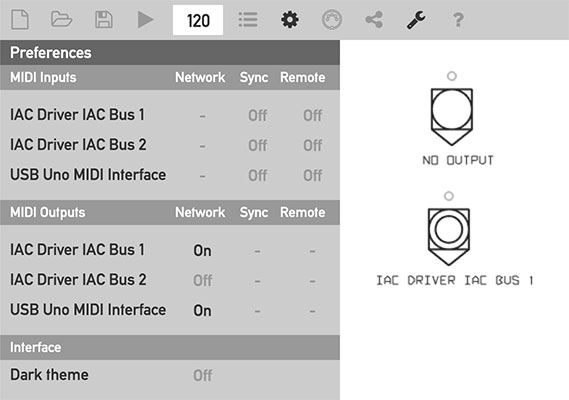 120
?
Preferences
MIDI Inputs Network Sync Remote
IAC Driver IAC Bus 1 - Off Off
IAC Driver IAC Bus 2 - Off Off
USB Uno MIDI Interface - Off Off
MIDI Outputs Network Sync Remote
IAC Driver IAC Bus 1 On - -
IAC Driver IAC Bus 2 Off - -
USB Uno MIDI Interface On - -
Interface
Dark theme Off
NO OUTPUT
IAC DRIVER IAC BUS 1